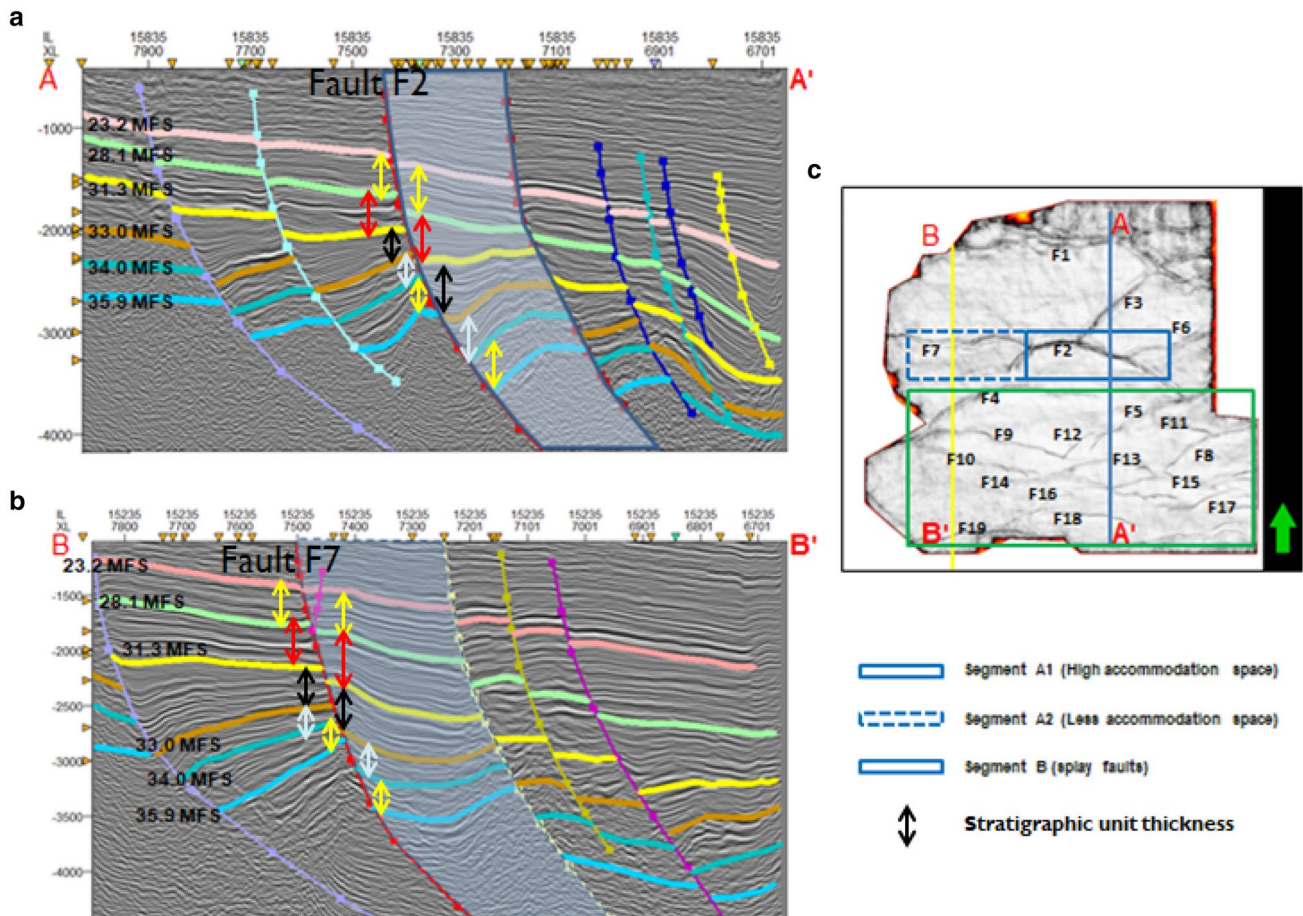 a
IL 15835 15835 15835 15835 15835 15835 15835
XL 7900 7700 7500 7300 7101 6901 6701
A Fault F2 A'
-1000
23.2 MFS
28.1 MFS
31.3 MFS
-2000
33.0 MFS
34.0 MFS
35.9 MFS
-3000
-4000
b
IL 15235 15235 15235 15235 15235 15235 15235 15235 15235 15235 15235 15235
XL 7800 7700 7600 7500 7400 7300 7201 7101 7001 6901 6801 6701
B Fault F7 B'
23.2 MFS
-1500
28.1 MFS
-2000
31.3 MFS
-2500
33.0 MFS
-3000
34.0 MFS
-3500
35.9 MFS
-4000
c
B A
F1
F3
F6
F7 F2
F4
F5
F11
F9 F12
F8
F10 F13
F14 F15
F16 F17
F18
B' F19 A'
Segment A1 (High accommodation space)
Segment A2 (Less accommodation space)
Segment B (splay faults)
Stratigraphic unit thickness